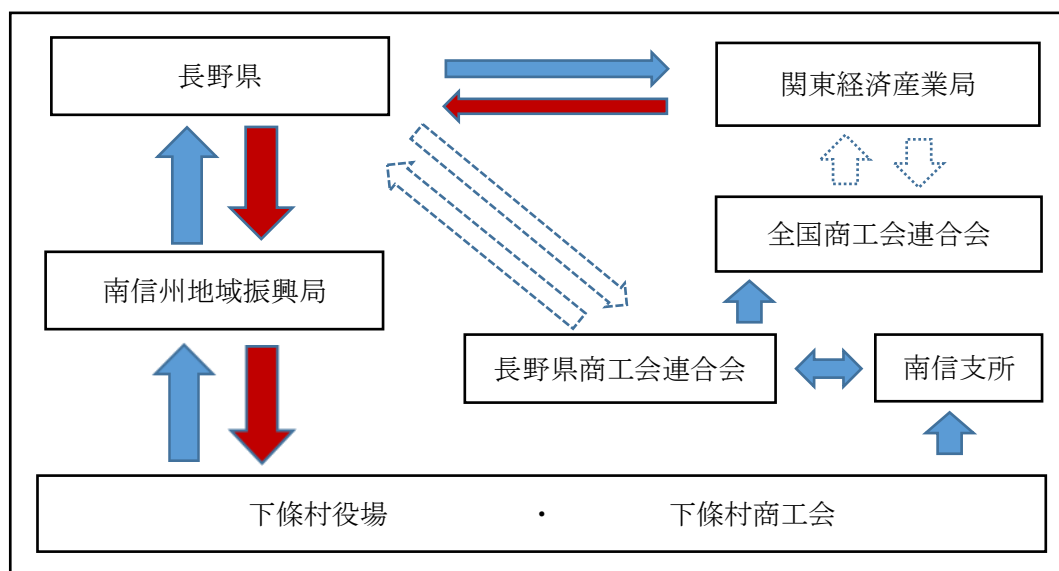 長野県
関東経済産業局
全国商工会連合会
南信州地域振興局
長野県商工会連合会
南信支所
下條村役場 ・ 下條村商工会